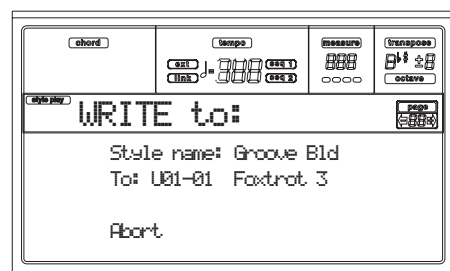 chord tempo measure transpose
ext seq 1
link seq 2
octave
style play
WRITE to:
page
Style name: Groove Bld
To: U01-01 Foxtrot 3
Abort